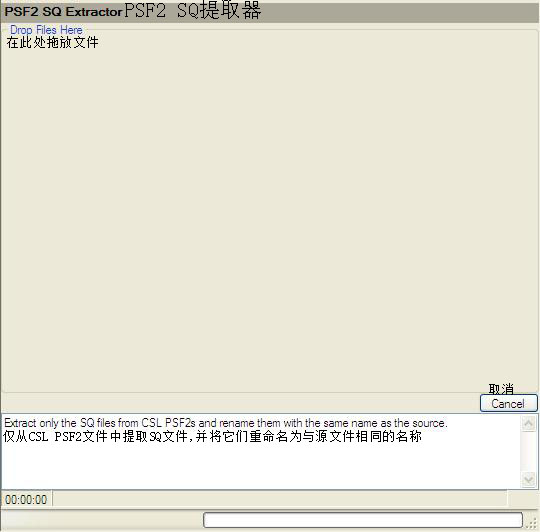 PSF2 SQ Extractor PSF2 SQ提取器
Drop Files Here
在此处拖放文件
取消
Cancel
Extract only the SQ files from CSL PSF2s and rename them with the same name as the source.
仅从CSL PSF2文件中提取SQ文件,并将它们重命名为与源文件相同的名称
00:00:00